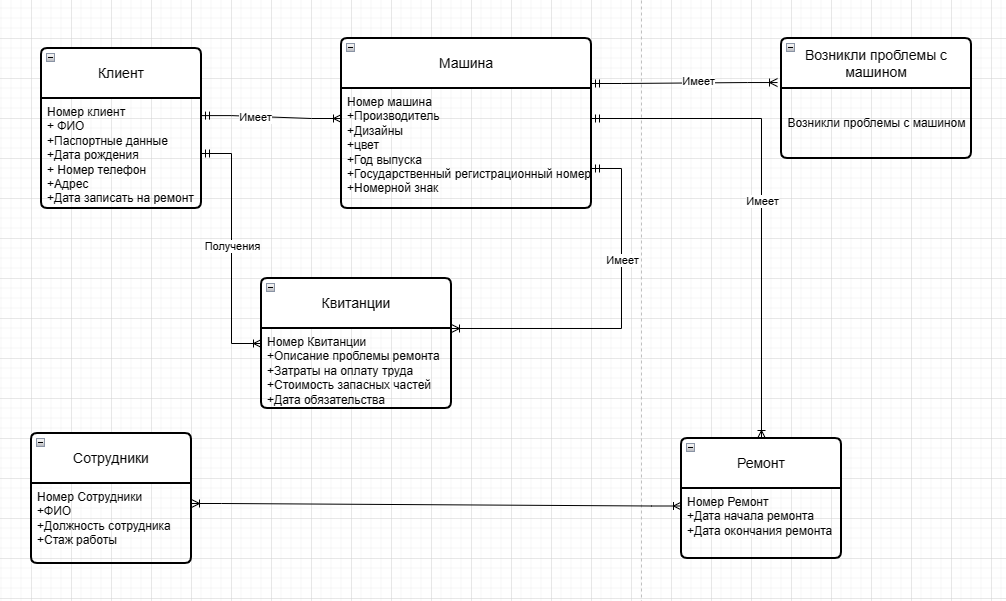 Клиент
Номер клиент
+ ФИО
+Паспортные данные
+Дата рождения
+ Номер телефон
+Адрес
+Дата записать на ремонт
Имеет
Машина
Номер машина
+Производитель
+Дизайны
+цвет
+Год выпуска
+Государственный регистрационный номер
+Номерной знак
Имеет
Возникли проблемы с
машином
Возникли проблемы с машином
Имеет
Получения
Имеет
Квитанции
Номер Квитанции
+Описание проблемы ремонта
+Затраты на оплату труда
+Стоимость запасных частей
+Дата обязательства
Сотрудники
Номер Сотрудники
+ФИО
+Должность сотрудника
+Стаж работы
Ремонт
Номер Ремонт
+Дата начала ремонта
+Дата окончания ремонта